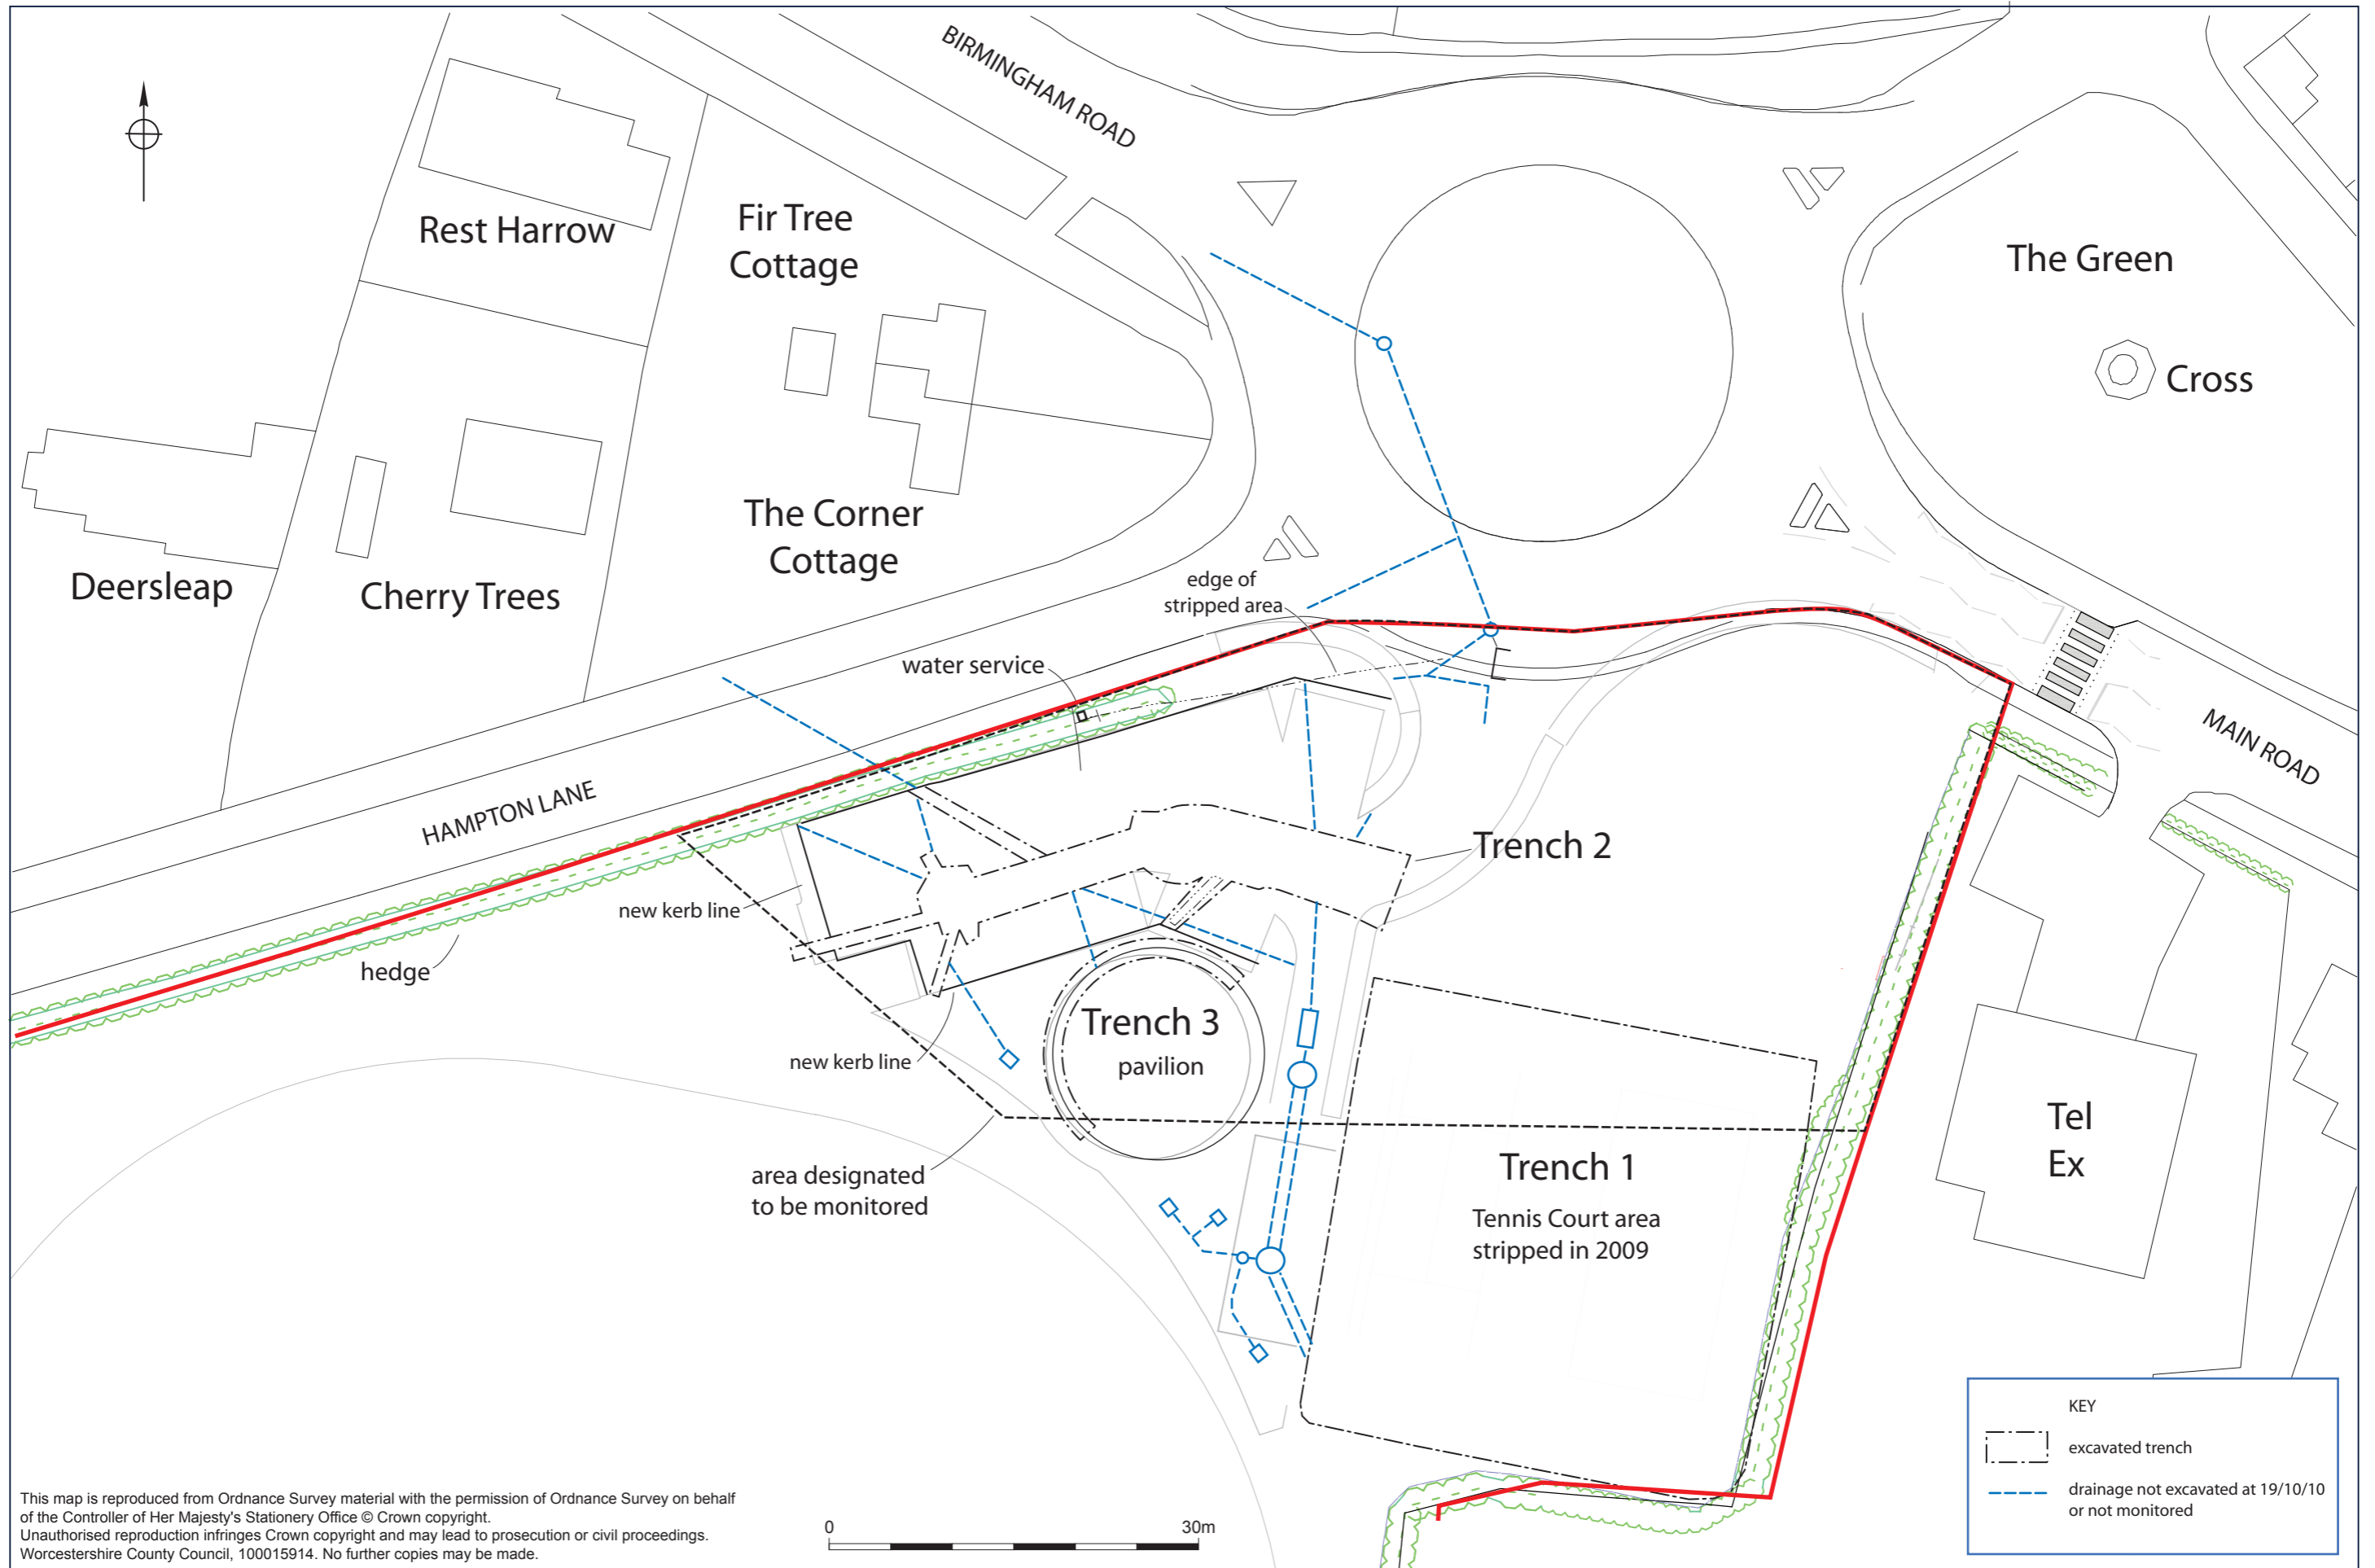 BIRMINGHAM ROAD
Rest Harrow
Fir Tree
Cottage
The Green
Cross
The Corner
Cottage
Deersleap
Cherry Trees
edge of
stripped area
water service
MAIN ROAD
HAMPTON LANE
Trench 2
new kerb line
hedge
Trench 3
pavilion
new kerb line
Tel
Ex
area designated
to be monitored
Trench 1
Tennis Court area
stripped in 2009
KEY
excavated trench
drainage not excavated at 19/10/10
or not monitored
This map is reproduced from Ordnance Survey material with the permission of Ordnance Survey on behalf
of the Controller of Her Majesty's Stationery Office © Crown copyright.
Unauthorised reproduction infringes Crown copyright and may lead to prosecution or civil proceedings.
Worcestershire County Council, 100015914. No further copies may be made.
0 30m